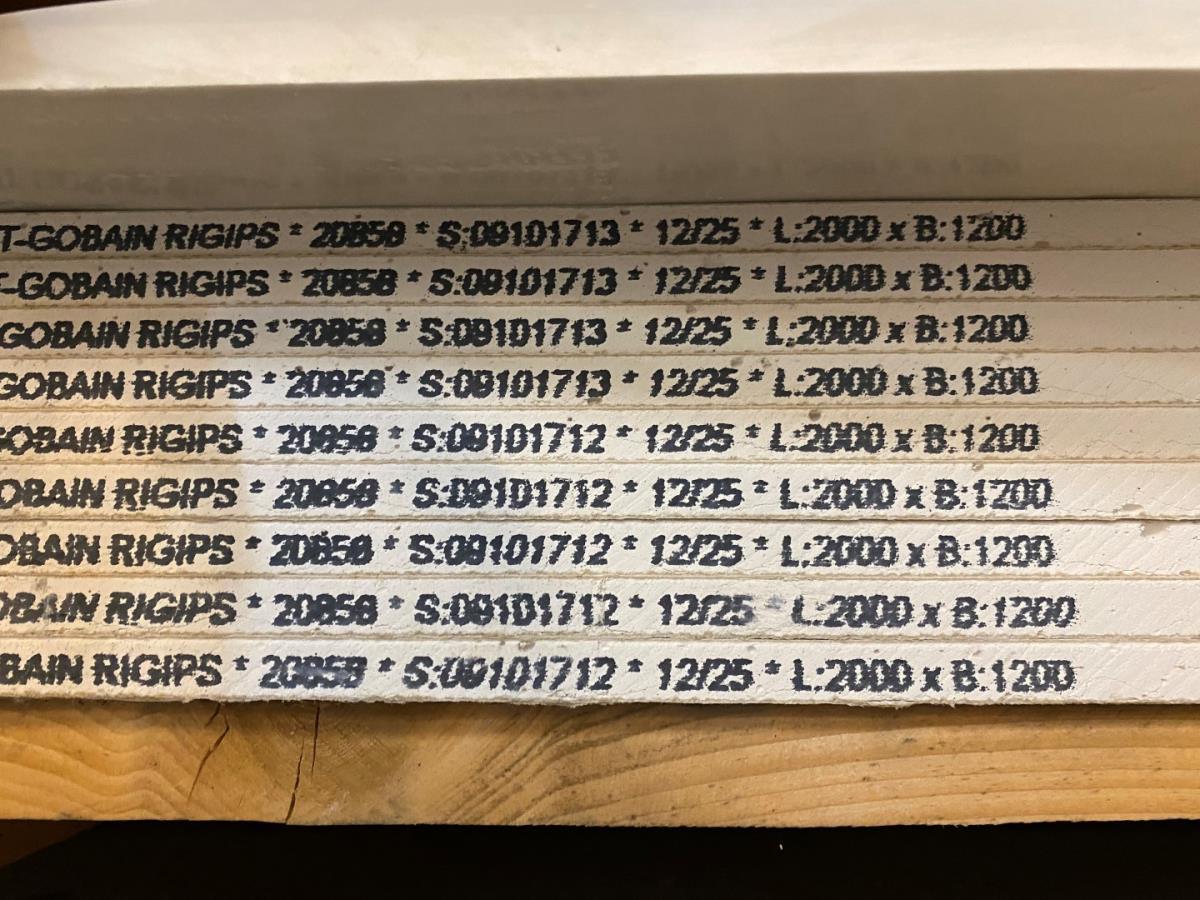 T-GOBAIN RIGIPS * 20858 * S:09101713 * 12/25 * L:2000 x B:1200
T-GOBAIN RIGIPS * 20858 * S:09101713 * 12/25 * L:2000 x B:1200
GOBAIN RIGIPS * 20858 * S:09101713 * 12/25 * L:2000 x B:1200
GOBAIN RIGIPS * 20858 * S:09101713 * 12/25 * L:2000 x B:1200
GOBAIN RIGIPS * 20858 * S:09101712 * 12/25 * L:2000 x B:1200
OBAIN RIGIPS * 20858 * S:09101712 * 12/25 * L:2000 x B:1200
OBAIN RIGIPS * 20858 * S:09101712 * 12/25 * L:2000 x B:1200
OBAIN RIGIPS * 20858 * S:09101712 * 12/25 * L:2000 x B:1200
BAIN RIGIPS * 20858 * S:09101712 * 12/25 * L:2000 x B:1200